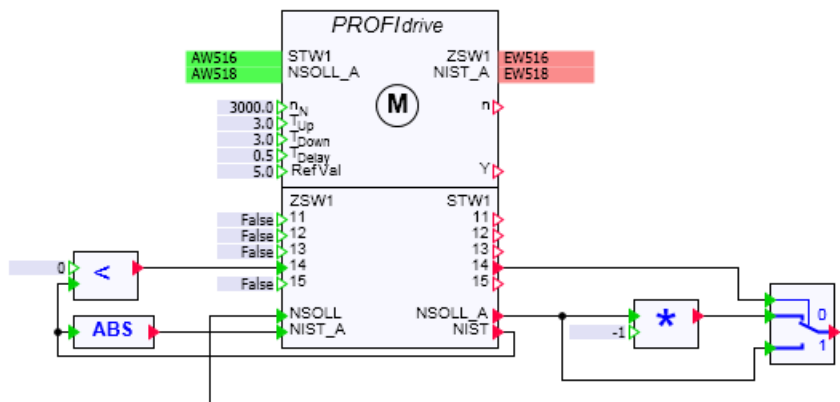 PROFIdrive
AW516 STW1 ZSW1 EW516
AW518 NSOLL_A NIST_A EW518
M
3000.0 nN n
3.0 TUp
3.0 TDown
0.5 TDelay
5.0 RefVal Y
ZSW1 STW1
False 11 11
False 12 12
False 13 13
0 < 14 14
False 15 15
NSOLL NSOLL_A * 0
ABS NIST_A NIST -1 1